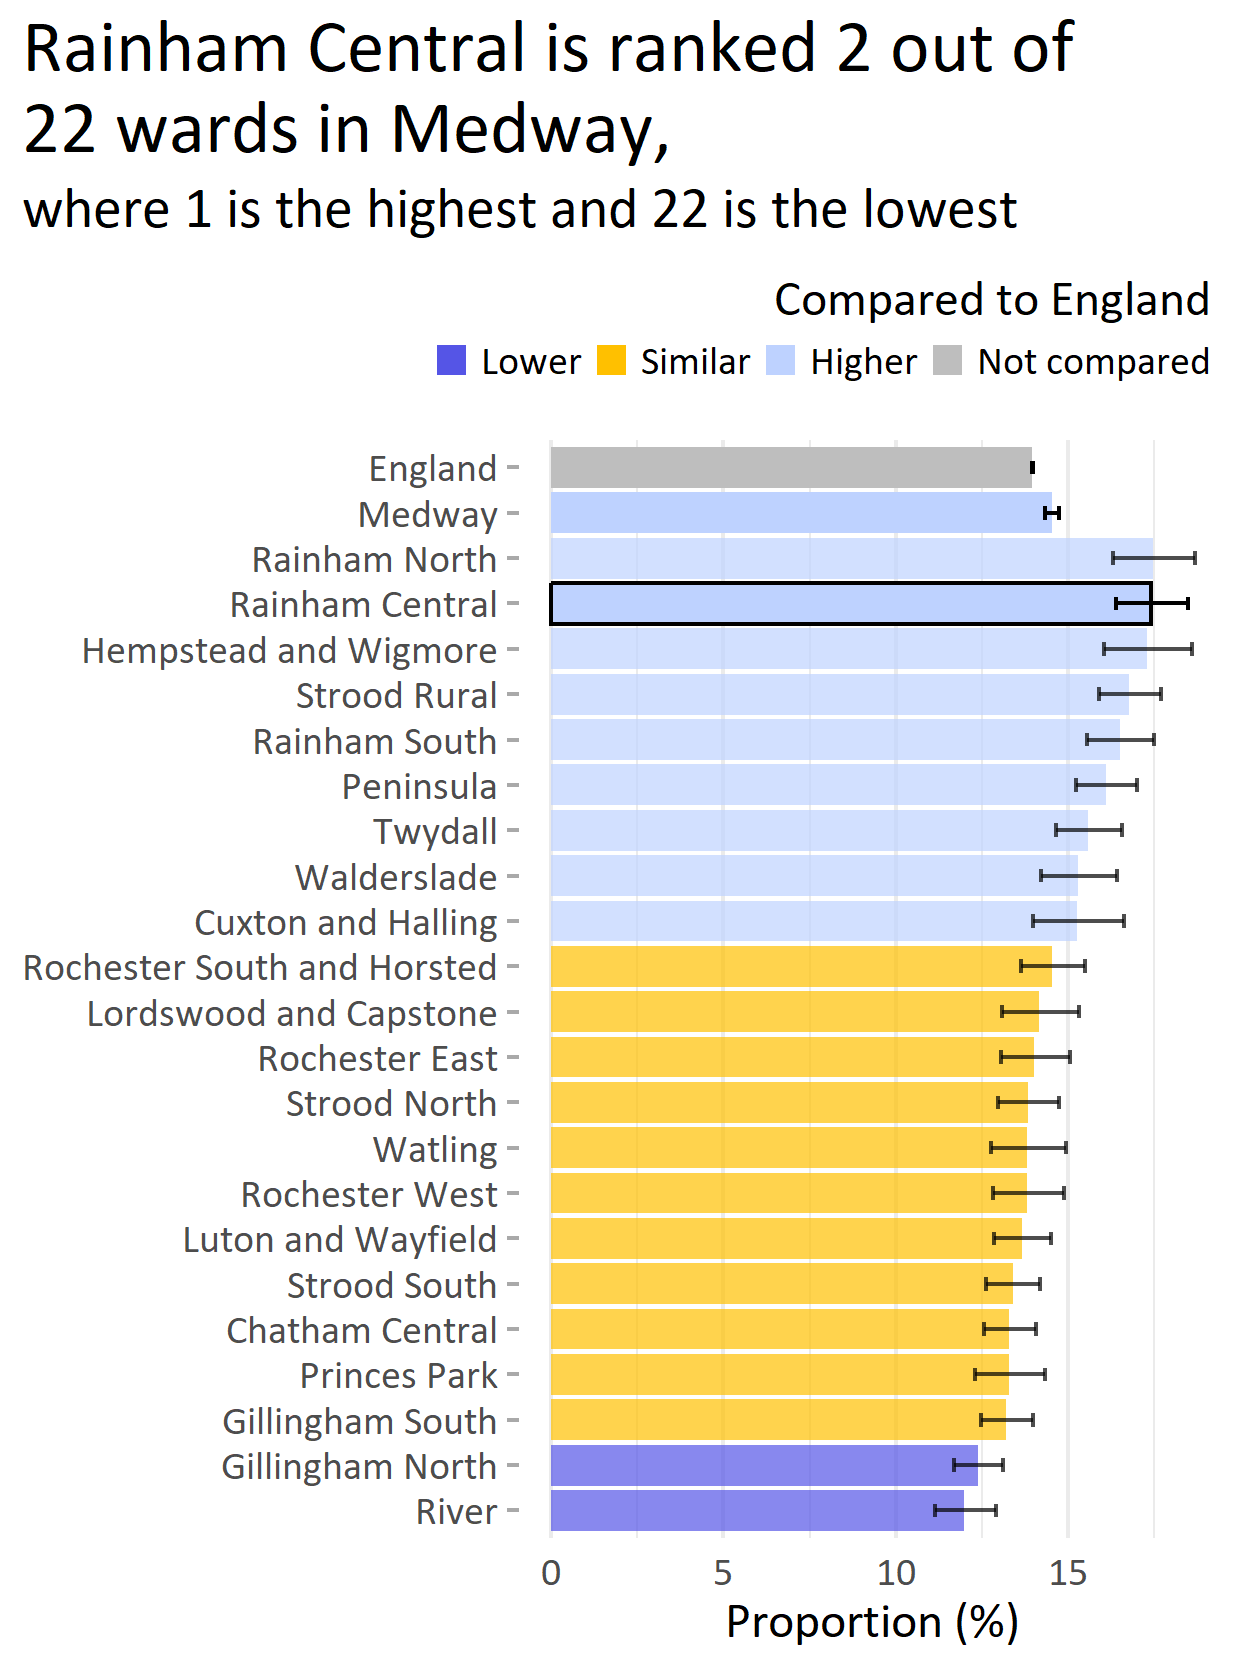 Rainham Central is ranked 2 out of
22 wards in Medway,
where 1 is the highest and 22 is the lowest
Compared to England
Lower Similar Higher Not compared
England
Medway
Rainham North
Rainham Central
Hempstead and Wigmore
Strood Rural
Rainham South
Peninsula
Twydall
Walderslade
Cuxton and Halling
Rochester South and Horsted
Lordswood and Capstone
Rochester East
Strood North
Watling
Rochester West
Luton and Wayfield
Strood South
Chatham Central
Princes Park
Gillingham South
Gillingham North
River
0 5 10 15
Proportion (%)